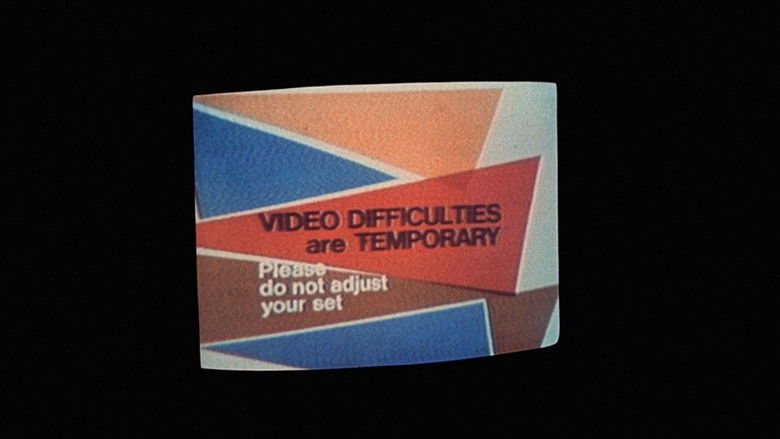 VIDEO DIFFICULTIES
are TEMPORARY
Please
do not adjust
your set